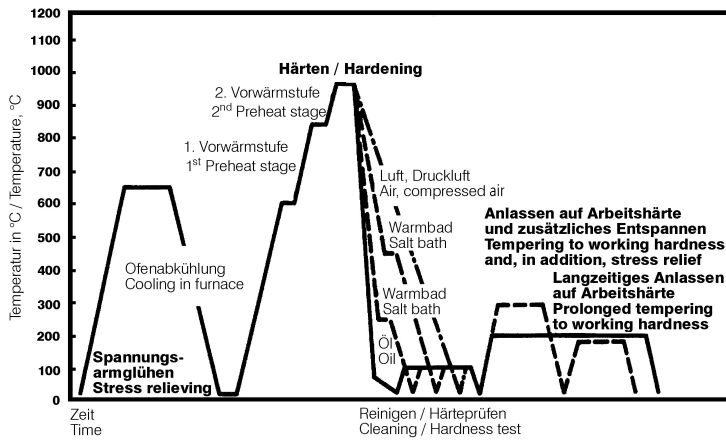 1200
1100
1000
900
800
700
600
500
400
300
200
100
0
Temperatur in °C / Temperature, °C
Härten / Hardening
2. Vorwärmstufe
2nd Preheat stage
1. Vorwärmstufe
1st Preheat stage
Luft, Druckluft
Air, compressed air
Warmbad
Salt bath
Warmbad
Salt bath
Öl
Oil
Ofenabkühlung
Cooling in furnace
Spannungs-
armglühen
Stress relieving
Anlassen auf Arbeitshärte
und zusätzliches Entspannen
Tempering to working hardness
and, in addition, stress relief
Langzeitiges Anlassen
auf Arbeitshärte
Prolonged tempering
to working hardness
Zeit
Time
Reinigen / Härteprüfen
Cleaning / Hardness test